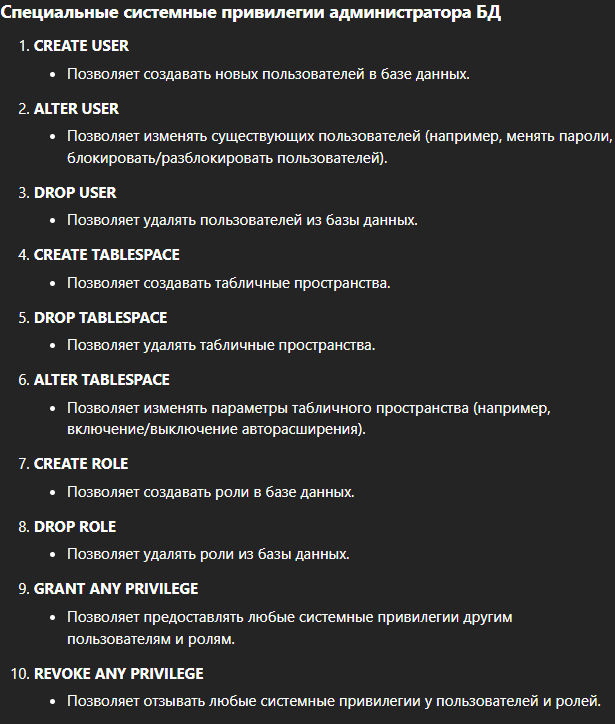 Специальные системные привилегии администратора БД
1. CREATE USER
• Позволяет создавать новых пользователей в базе данных.
2. ALTER USER
• Позволяет изменять существующих пользователей (например, менять пароли,
блокировать/разблокировать пользователей).
3. DROP USER
• Позволяет удалять пользователей из базы данных.
4. CREATE TABLESPACE
• Позволяет создавать табличные пространства.
5. DROP TABLESPACE
• Позволяет удалять табличные пространства.
6. ALTER TABLESPACE
• Позволяет изменять параметры табличного пространства (например,
включение/выключение авторасширения).
7. CREATE ROLE
• Позволяет создавать роли в базе данных.
8. DROP ROLE
• Позволяет удалять роли из базы данных.
9. GRANT ANY PRIVILEGE
• Позволяет предоставлять любые системные привилегии другим
пользователям и ролям.
10. REVOKE ANY PRIVILEGE
• Позволяет отзывать любые системные привилегии у пользователей и ролей.